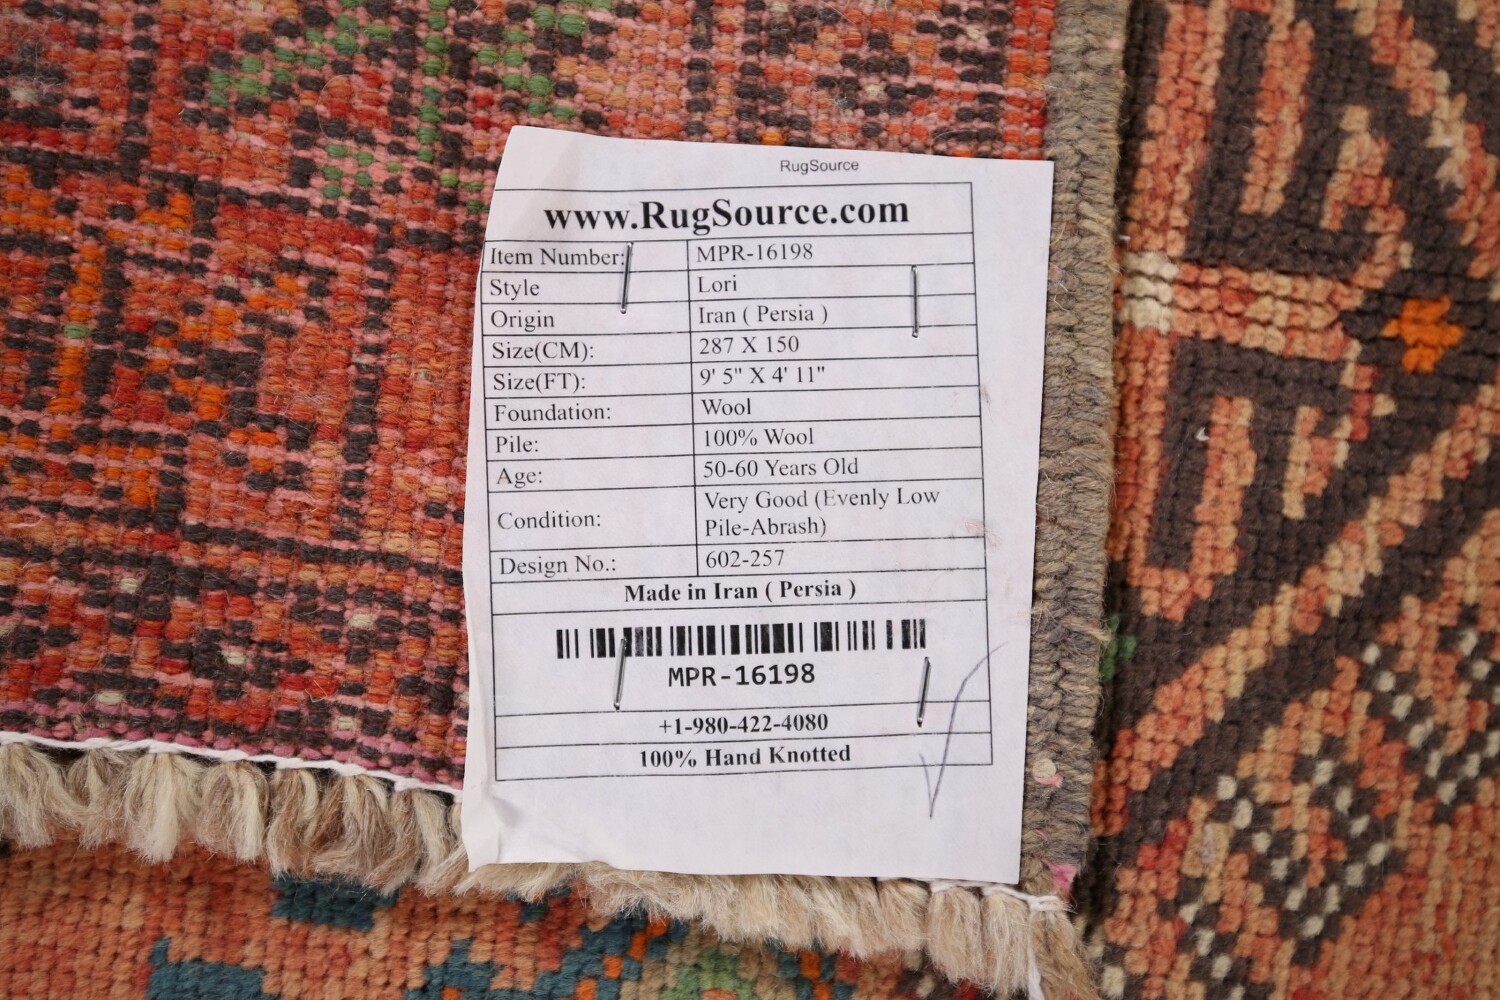 RugSource
www.RugSource.com
Item Number: MPR-16198
Style Lori
Origin Iran ( Persia )
Size(CM): 287 X 150
Size(FT): 9' 5" X 4' 11"
Foundation: Wool
Pile: 100% Wool
Age: 50-60 Years Old
Condition: Very Good (Evenly Low
Pile-Abrash)
Design No.: 602-257
Made in Iran ( Persia )
MPR-16198
+1-980-422-4080
100% Hand Knotted